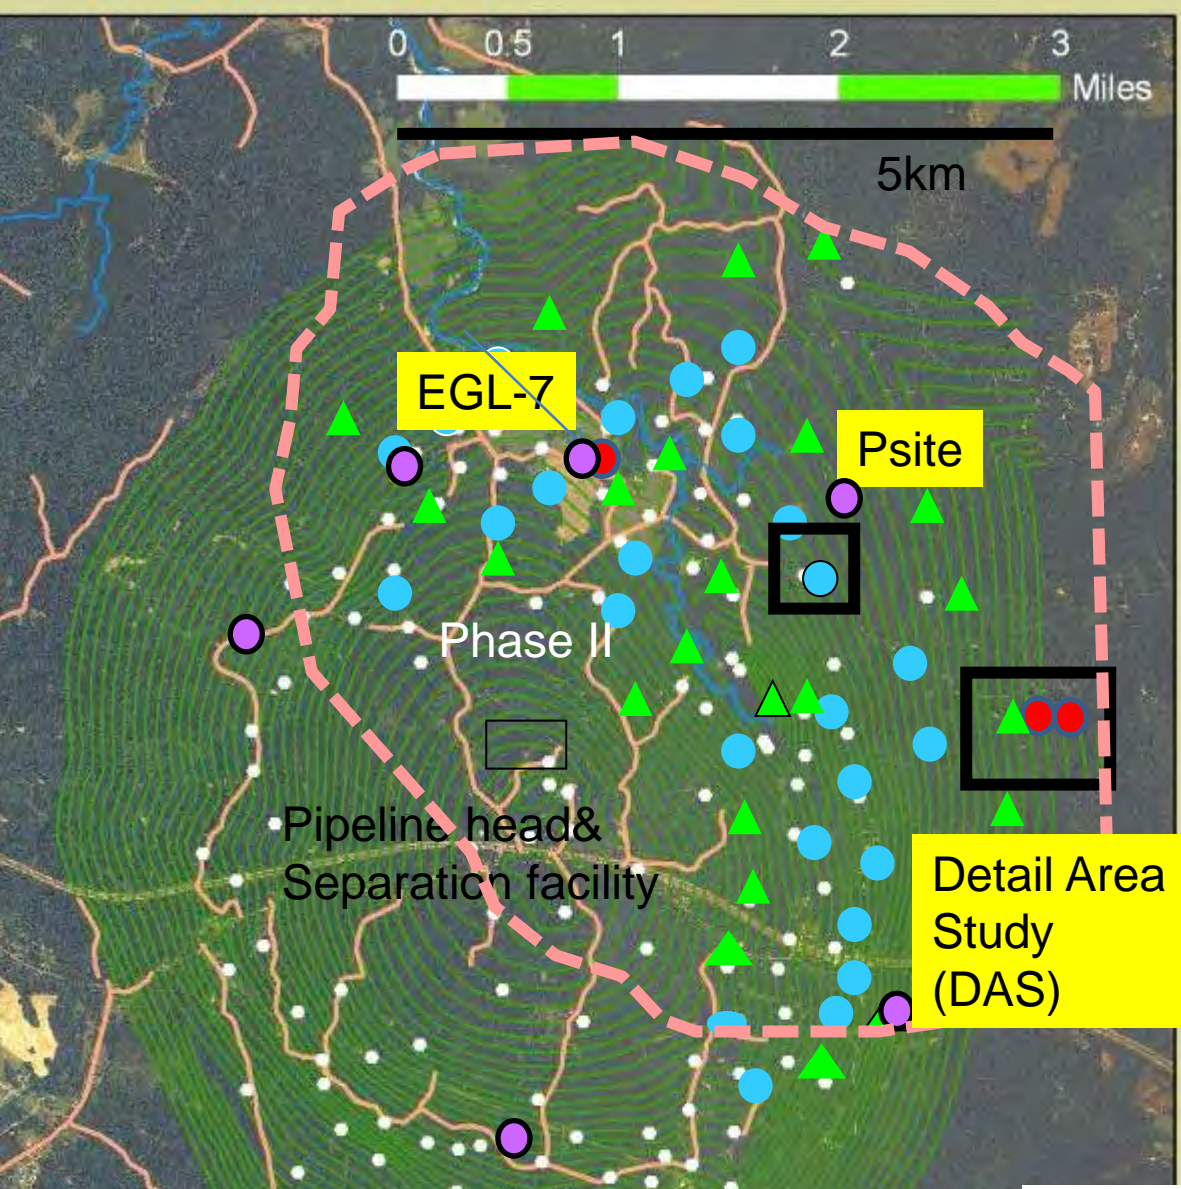 0 0.5 1 2 3
Miles
5km
EGL-7
Psite
Phase II
Pipeline head&
Separation facility
Detail Area
Study
(DAS)